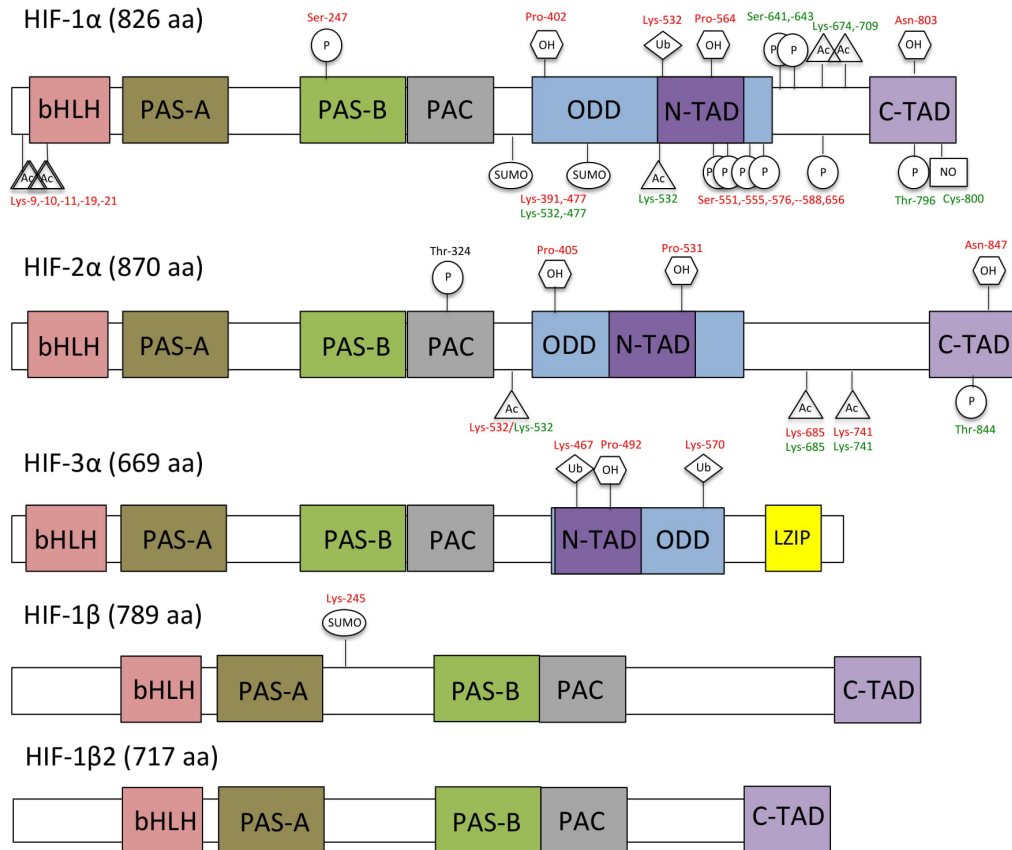 HIF-1α (826 aa)
Ser-247
Pro-402
Lys-532
Pro-564
Ser-641,-643
Lys-674,-709
Asn-803
P
OH
Ub
OH
P
P
Ac
Ac
OH
bHLH
PAS-A
PAS-B
PAC
ODD
N-TAD
C-TAD
Ac
Ac
SUMO
SUMO
Ac
P
P
P
P
P
P
NO
Lys-9,-10,-11,-19,-21
Lys-391,-477
Lys-532,-477
Lys-532
Ser-551,-555,-576,--588,656
Thr-796
Cys-800
HIF-2α (870 aa)
Thr-324
Pro-405
Pro-531
Asn-847
P
OH
OH
OH
bHLH
PAS-A
PAS-B
PAC
ODD
N-TAD
C-TAD
Ac
Ac
Ac
P
Lys-532/Lys-532
Lys-685
Lys-741
Thr-844
Lys-685
Lys-741
HIF-3α (669 aa)
Lys-467
Pro-492
Lys-570
Ub
OH
Ub
bHLH
PAS-A
PAS-B
PAC
N-TAD
ODD
LZIP
HIF-1β (789 aa)
Lys-245
SUMO
bHLH
PAS-A
PAS-B
PAC
C-TAD
HIF-1β2 (717 aa)
bHLH
PAS-A
PAS-B
PAC
C-TAD